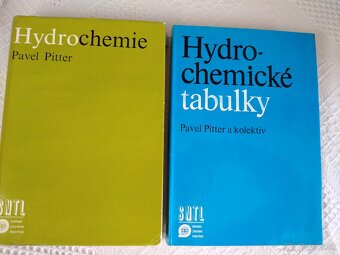 Hydrochemie
Pavel Pitter
SNTL
Hydro-
chemické
tabulky
Pavel Pitter a kolektiv
SNTL